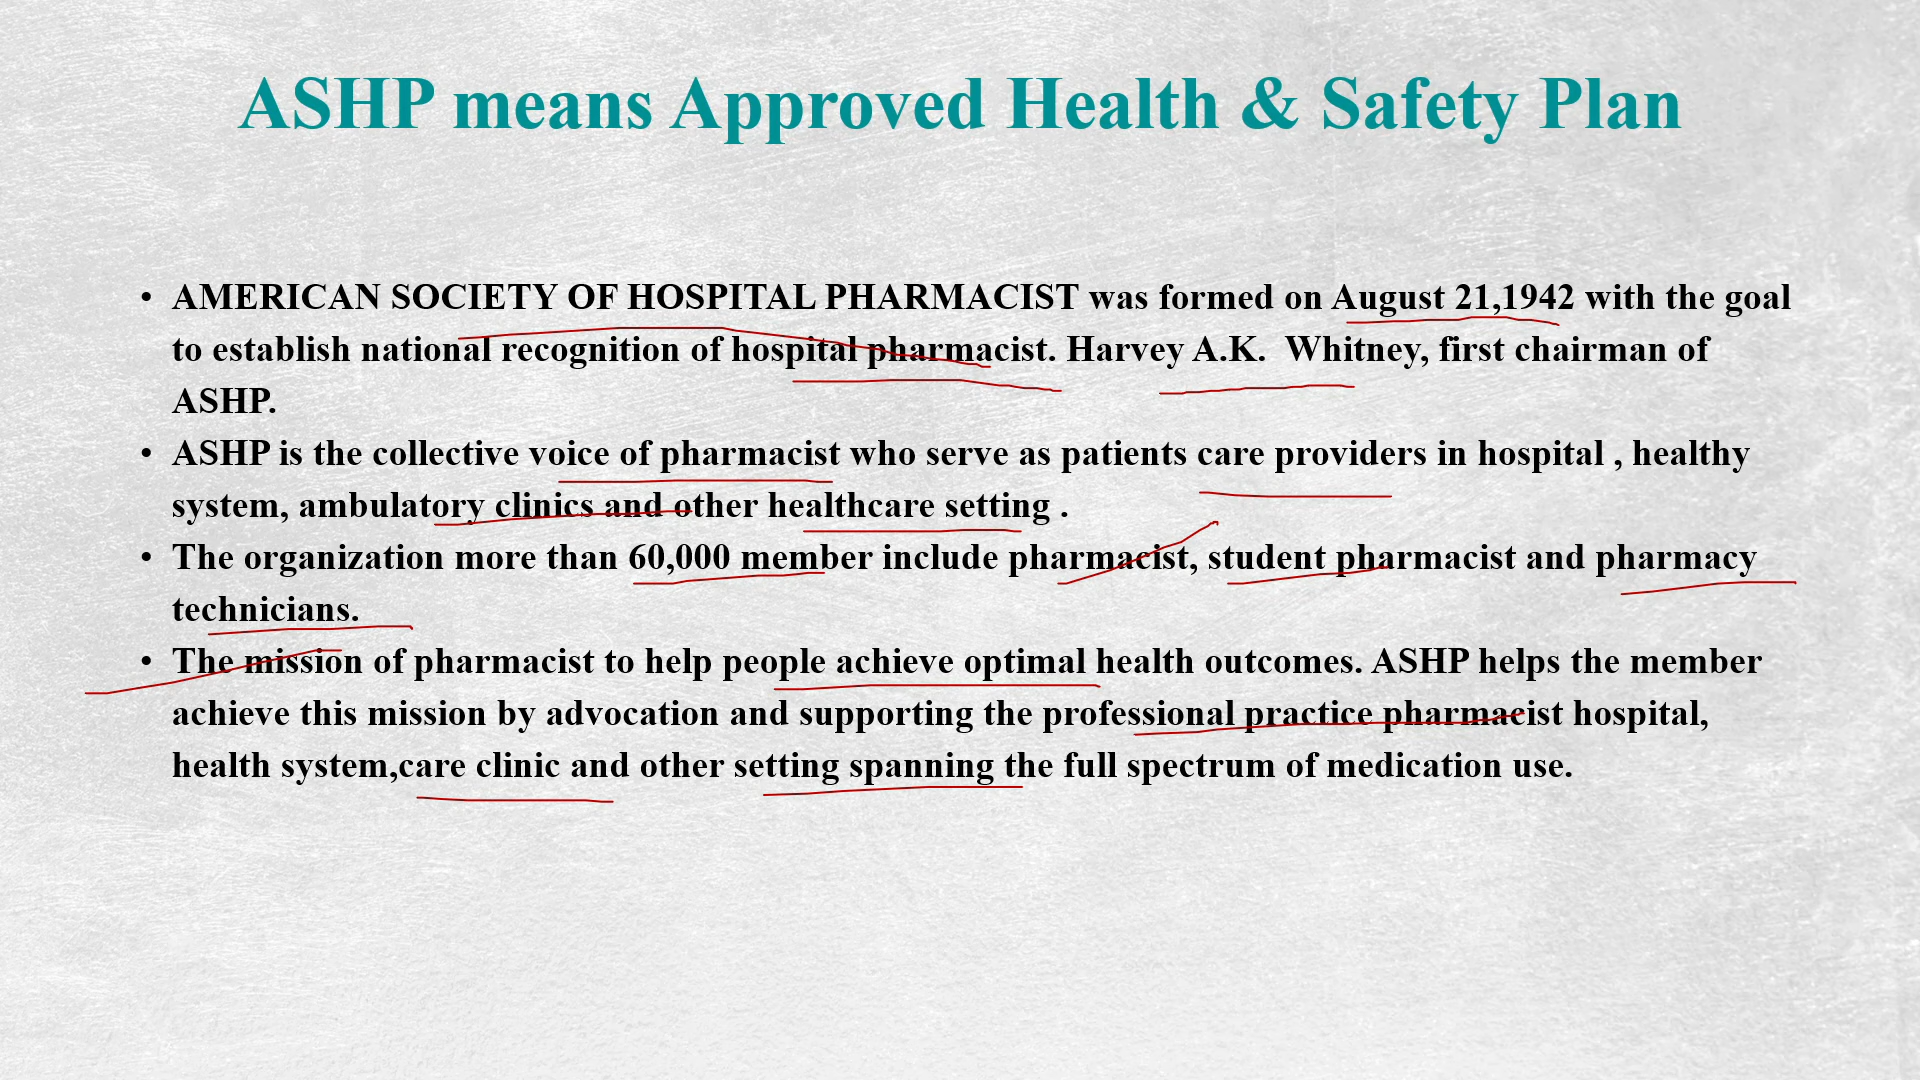 ASHP means Approved Health & Safety Plan
• AMERICAN SOCIETY OF HOSPITAL PHARMACIST was formed on August 21,1942 with the goal
to establish national recognition of hospital pharmacist. Harvey A.K.  Whitney, first chairman of
ASHP.
• ASHP is the collective voice of pharmacist who serve as patients care providers in hospital , healthy
system, ambulatory clinics and other healthcare setting .
• The organization more than 60,000 member include pharmacist, student pharmacist and pharmacy
technicians.
• The mission of pharmacist to help people achieve optimal health outcomes. ASHP helps the member
achieve this mission by advocation and supporting the professional practice pharmacist hospital,
health system,care clinic and other setting spanning the full spectrum of medication use.